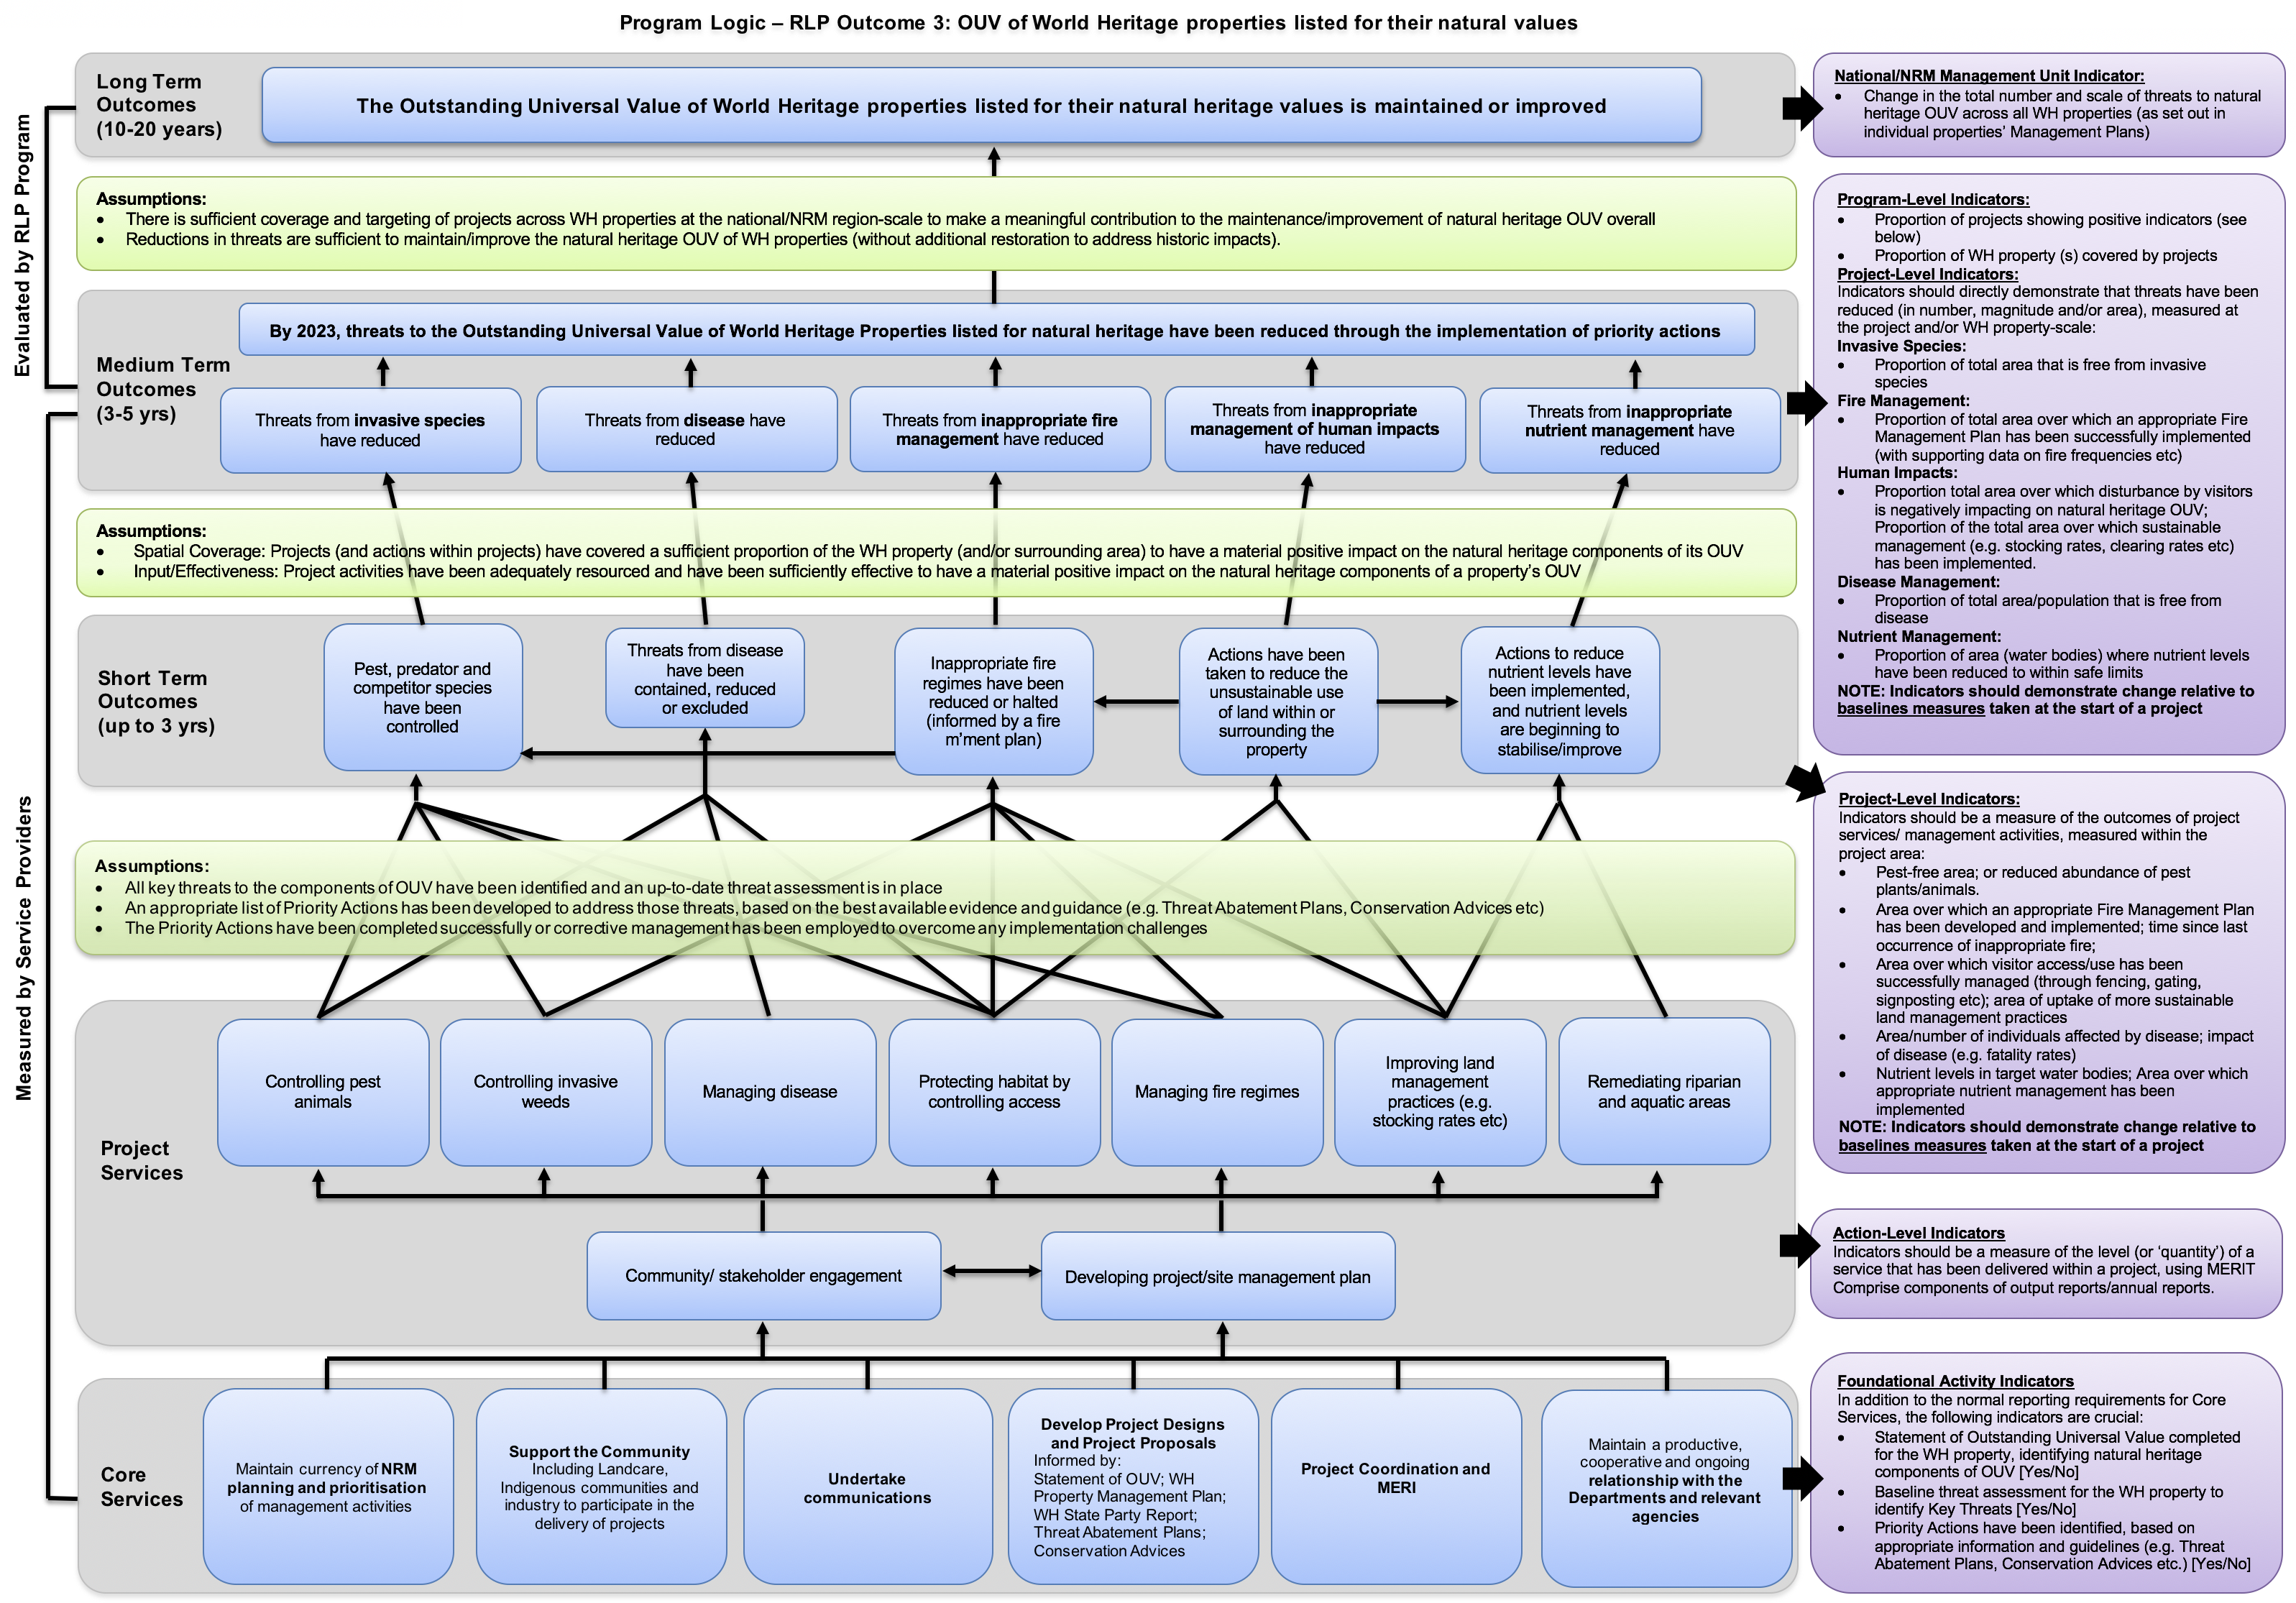 Program Logic – RLP Outcome 3: OUV of World Heritage properties listed for their natural values
Evaluated by RLP Program
Measured by Service Providers
Long Term
Outcomes
(10-20 years)
The Outstanding Universal Value of World Heritage properties listed for their natural heritage values is maintained or improved
National/NRM Management Unit Indicator:
• Change in the total number and scale of threats to natural
heritage OUV across all WH properties (as set out in
individual properties’ Management Plans)
Assumptions:
• There is sufficient coverage and targeting of projects across WH properties at the national/NRM region-scale to make a meaningful contribution to the maintenance/improvement of natural heritage OUV overall
• Reductions in threats are sufficient to maintain/improve the natural heritage OUV of WH properties (without additional restoration to address historic impacts).
Medium Term
Outcomes
(3-5 yrs)
By 2023, threats to the Outstanding Universal Value of World Heritage Properties listed for natural heritage have been reduced through the implementation of priority actions
Threats from invasive species
have reduced
Threats from disease have
reduced
Threats from inappropriate fire
management have reduced
Threats from inappropriate
management of human impacts
have reduced
Threats from inappropriate
nutrient management have
reduced
Program-Level Indicators:
• Proportion of projects showing positive indicators (see
below)
• Proportion of WH property (s) covered by projects
Project-Level Indicators:
Indicators should directly demonstrate that threats have been
reduced (in number, magnitude and/or area), measured at
the project and/or WH property-scale:
Invasive Species:
• Proportion of total area that is free from invasive
species
Fire Management:
• Proportion of total area over which an appropriate Fire
Management Plan has been successfully implemented
(with supporting data on fire frequencies etc)
Human Impacts:
• Proportion total area over which disturbance by visitors
is negatively impacting on natural heritage OUV;
Proportion of the total area over which sustainable
management (e.g. stocking rates, clearing rates etc)
has been implemented.
Disease Management:
• Proportion of total area/population that is free from
disease
Nutrient Management:
• Proportion of area (water bodies) where nutrient levels
have been reduced to within safe limits
NOTE: Indicators should demonstrate change relative to
baselines measures taken at the start of a project
Assumptions:
• Spatial Coverage: Projects (and actions within projects) have covered a sufficient proportion of the WH property (and/or surrounding area) to have a material positive impact on the natural heritage components of its OUV
• Input/Effectiveness: Project activities have been adequately resourced and have been sufficiently effective to have a material positive impact on the natural heritage components of a property’s OUV
Short Term
Outcomes
(up to 3 yrs)
Pest, predator and
competitor species
have been
controlled
Threats from disease
have been
contained, reduced
or excluded
Inappropriate fire
regimes have been
reduced or halted
(informed by a fire
m’ment plan)
Actions have been
taken to reduce the
unsustainable use
of land within or
surrounding the
property
Actions to reduce
nutrient levels have
been implemented,
and nutrient levels
are beginning to
stabilise/improve
Project-Level Indicators:
Indicators should be a measure of the outcomes of project
services/ management activities, measured within the
project area:
• Pest-free area; or reduced abundance of pest
plants/animals.
• Area over which an appropriate Fire Management Plan
has been developed and implemented; time since last
occurrence of inappropriate fire;
• Area over which visitor access/use has been
successfully managed (through fencing, gating,
signposting etc); area of uptake of more sustainable
land management practices
• Area/number of individuals affected by disease; impact
of disease (e.g. fatality rates)
• Nutrient levels in target water bodies; Area over which
appropriate nutrient management has been
implemented
NOTE: Indicators should demonstrate change relative to
baselines measures taken at the start of a project
Assumptions:
• All key threats to the components of OUV have been identified and an up-to-date threat assessment is in place
• An appropriate list of Priority Actions has been developed to address those threats, based on the best available evidence and guidance (e.g. Threat Abatement Plans, Conservation Advices etc)
• The Priority Actions have been completed successfully or corrective management has been employed to overcome any implementation challenges
Project
Services
Controlling pest
animals
Controlling invasive
weeds
Managing disease
Protecting habitat by
controlling access
Managing fire regimes
Improving land
management
practices (e.g.
stocking rates etc)
Remediating riparian
and aquatic areas
Community/ stakeholder engagement
Developing project/site management plan
Action-Level Indicators
Indicators should be a measure of the level (or ‘quantity’) of a
service that has been delivered within a project, using MERIT
Comprise components of output reports/annual reports.
Core
Services
Maintain currency of NRM
planning and prioritisation
of management activities
Support the Community
Including Landcare,
Indigenous communities and
industry to participate in the
delivery of projects
Undertake
communications
Develop Project Designs
and Project Proposals
Informed by:
Statement of OUV; WH
Property Management Plan;
WH State Party Report;
Threat Abatement Plans;
Conservation Advices
Project Coordination and
MERI
Maintain a productive,
cooperative and ongoing
relationship with the
Departments and relevant
agencies
Foundational Activity Indicators
In addition to the normal reporting requirements for Core
Services, the following indicators are crucial:
• Statement of Outstanding Universal Value completed
for the WH property, identifying natural heritage
components of OUV [Yes/No]
• Baseline threat assessment for the WH property to
identify Key Threats [Yes/No]
• Priority Actions have been identified, based on
appropriate information and guidelines (e.g. Threat
Abatement Plans, Conservation Advices etc.) [Yes/No]